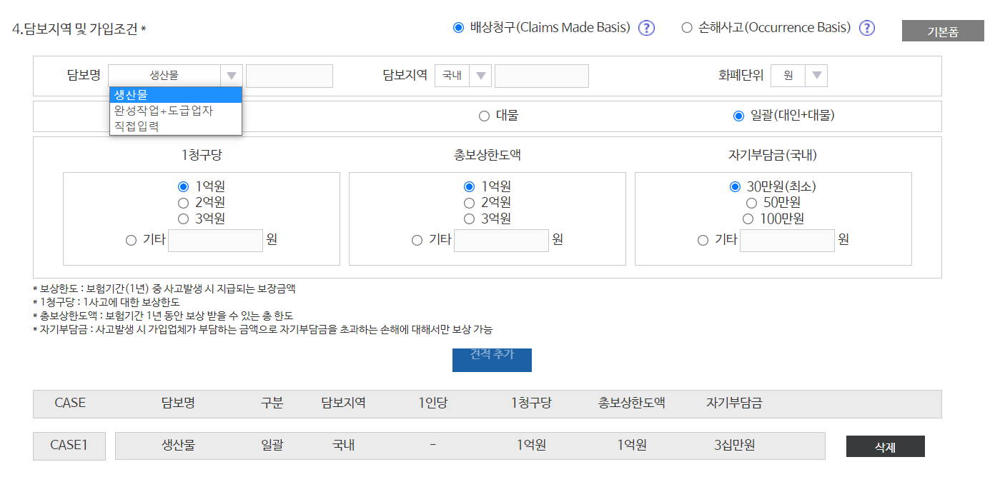 4.담보지역 및 가입조건 * 배상청구(Claims Made Basis) ? 손해사고(Occurrence Basis) ? 기본폼
담보명 생산물 담보지역 국내 화폐단위 원
생산물
완성작업+도급업자
직접입력
대물 일괄(대인+대물)
1청구당 총보상한도액 자기부담금(국내)
1억원 1억원 30만원(최소)
2억원 2억원 50만원
3억원 3억원 100만원
기타 원 기타 원 기타 원
* 보상한도 : 보험기간(1년) 중 사고발생 시 지급되는 보장금액
* 1청구당 : 1사고에 대한 보상한도
* 총보상한도액 : 보험기간 1년 동안 보상 받을 수 있는 총 한도
* 자기부담금 : 사고발생 시 가입업체가 부담하는 금액으로 자기부담금을 초과하는 손해에 대해서만 보상 가능
견적 추가
CASE 담보명 구분 담보지역 1인당 1청구당 총보상한도액 자기부담금
CASE1 생산물 일괄 국내 - 1억원 1억원 3십만원 삭제